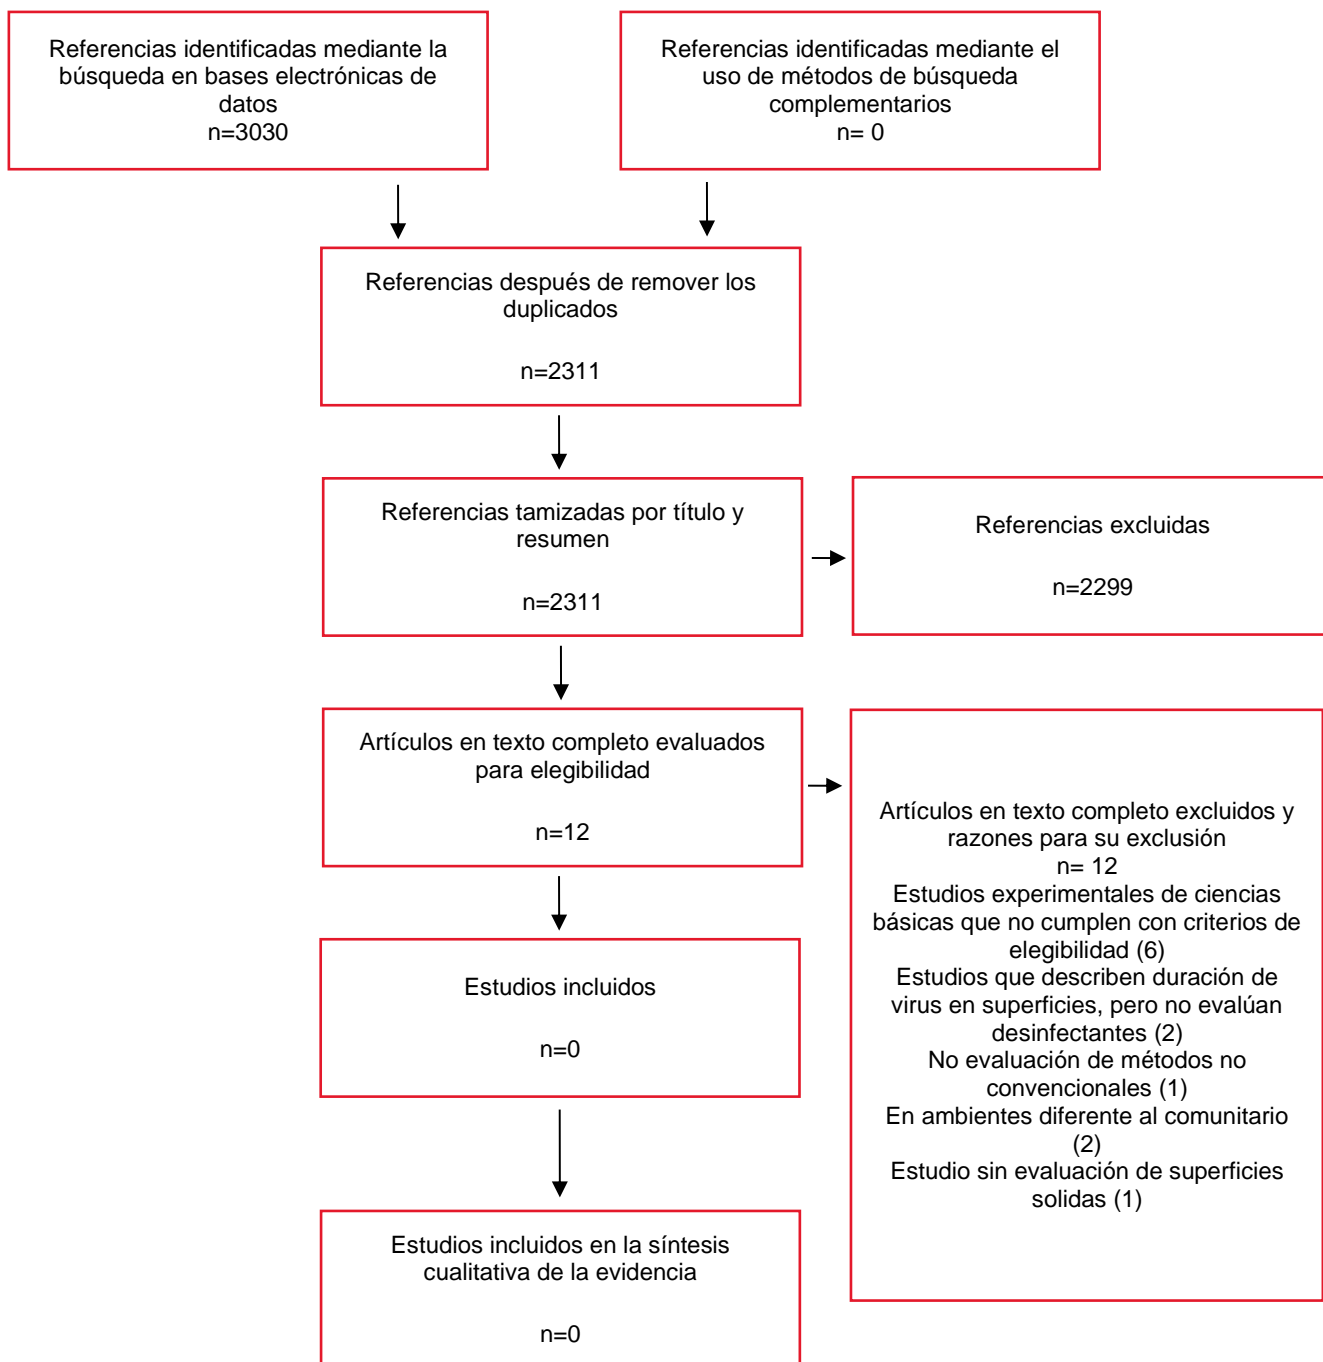 Referencias identificadas mediante la
búsqueda en bases electrónicas de
datos
n=3030
Referencias identificadas mediante el
uso de métodos de búsqueda
complementarios
n= 0
Referencias después de remover los
duplicados
n=2311
Referencias tamizadas por título y
resumen
n=2311
Referencias excluidas
n=2299
Artículos en texto completo evaluados
para elegibilidad
n=12
Artículos en texto completo excluidos y
razones para su exclusión
n= 12
Estudios experimentales de ciencias
básicas que no cumplen con criterios de
elegibilidad (6)
Estudios que describen duración de
virus en superficies, pero no evalúan
desinfectantes (2)
No evaluación de métodos no
convencionales (1)
En ambientes diferente al comunitario
(2)
Estudio sin evaluación de superficies
solidas (1)
Estudios incluidos
n=0
Estudios incluidos en la síntesis
cualitativa de la evidencia
n=0